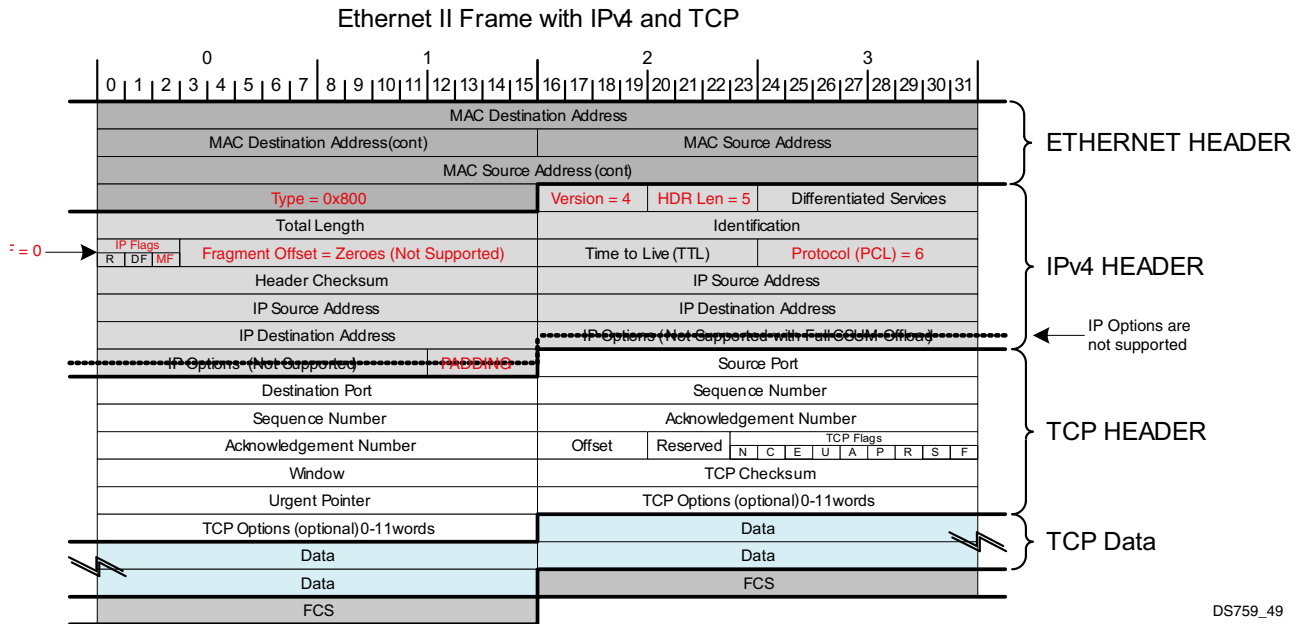 Ethernet II Frame with IPv4 and TCP
0 1 2 3
0 1 2 3 4 5 6 7 8 9 10 11 12 13 14 15 16 17 18 19 20 21 22 23 24 25 26 27 28 29 30 31
MAC Destination Address
MAC Destination Address(cont) MAC Source Address
ETHERNET HEADER
MAC Source Address (cont)
Type = 0x800 Version = 4 HDR Len = 5 Differentiated Services
Total Length Identification
= 0 IP Flags
R DF MF Fragment Offset = Zeroes (Not Supported) Time to Live (TTL) Protocol (PCL) = 6
IPv4 HEADER
Header Checksum IP Source Address
IP Source Address IP Destination Address
IP Destination Address IP Options (Not Supported with Full CSUM Offload)
IP Options are
not supported
IP Options (Not Supported) PADDING Source Port
Destination Port Sequence Number
Sequence Number Acknowledgement Number
TCP HEADER
Acknowledgement Number Offset Reserved TCP Flags
N C E U A P R S F
Window TCP Checksum
Urgent Pointer TCP Options (optional) 0-11words
TCP Options (optional) 0-11words Data
TCP Data
Data Data
Data FCS
FCS
DS759_49